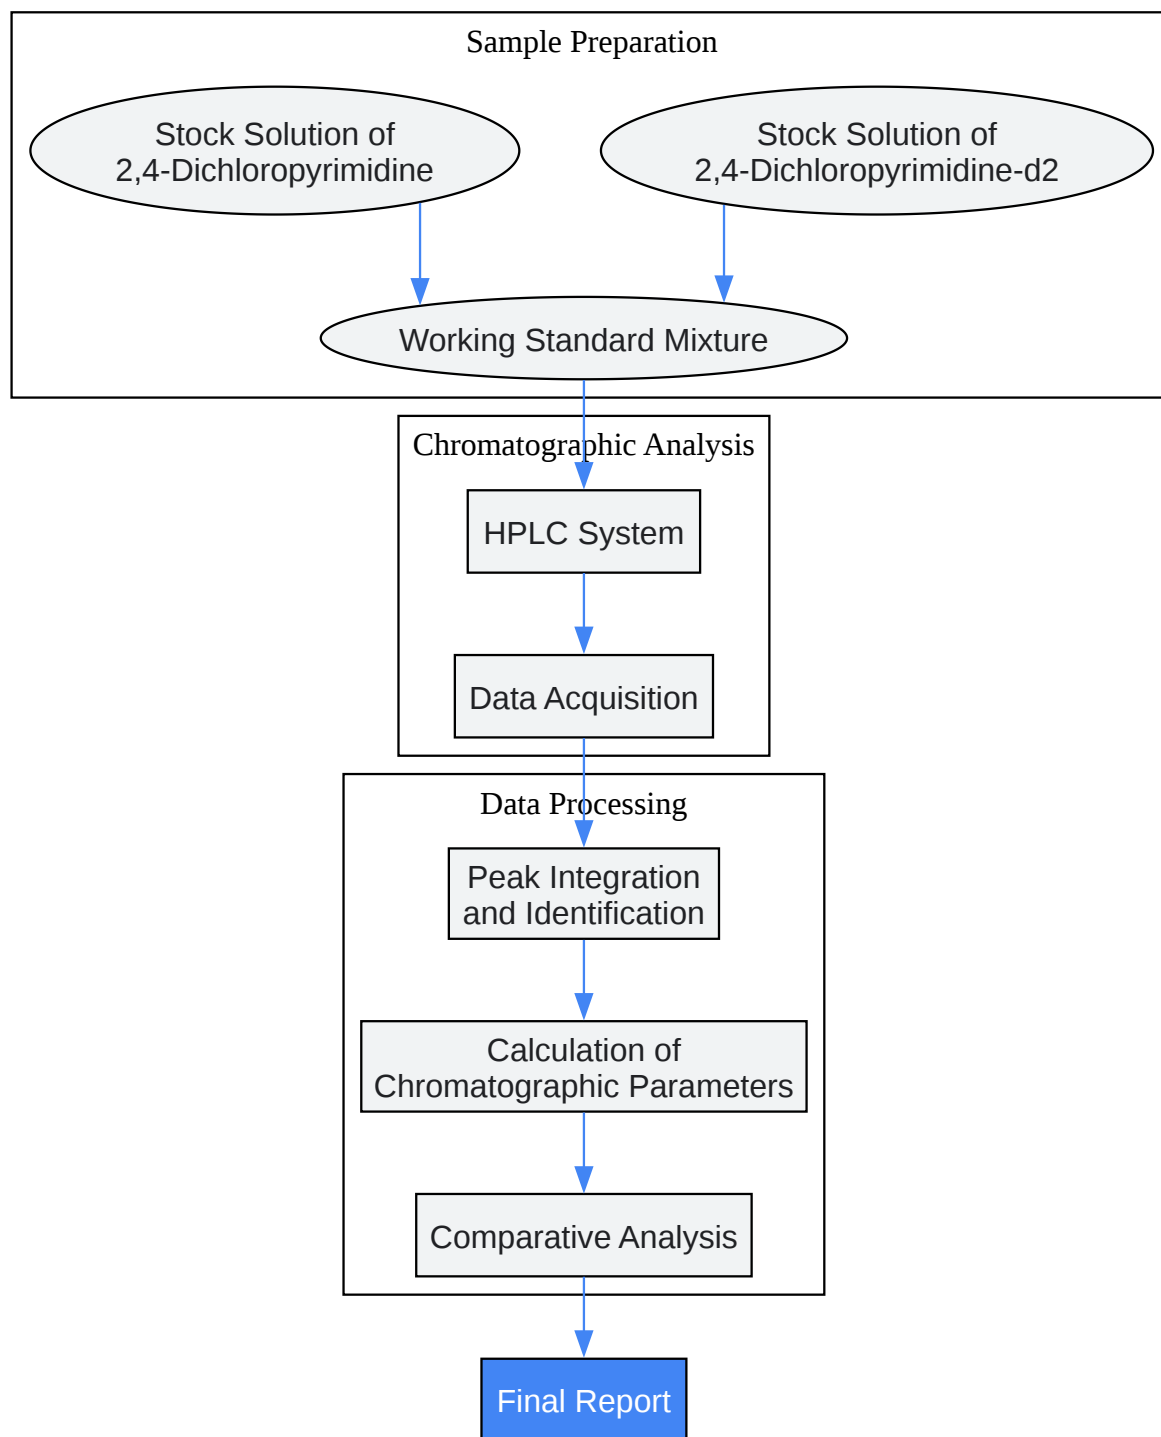 Sample Preparation
Stock Solution of
2,4-Dichloropyrimidine
Stock Solution of
2,4-Dichloropyrimidine-d2
Working Standard Mixture
Chromatographic Analysis
HPLC System
Data Acquisition
Data Processing
Peak Integration
and Identification
Calculation of
Chromatographic Parameters
Comparative Analysis
Final Report